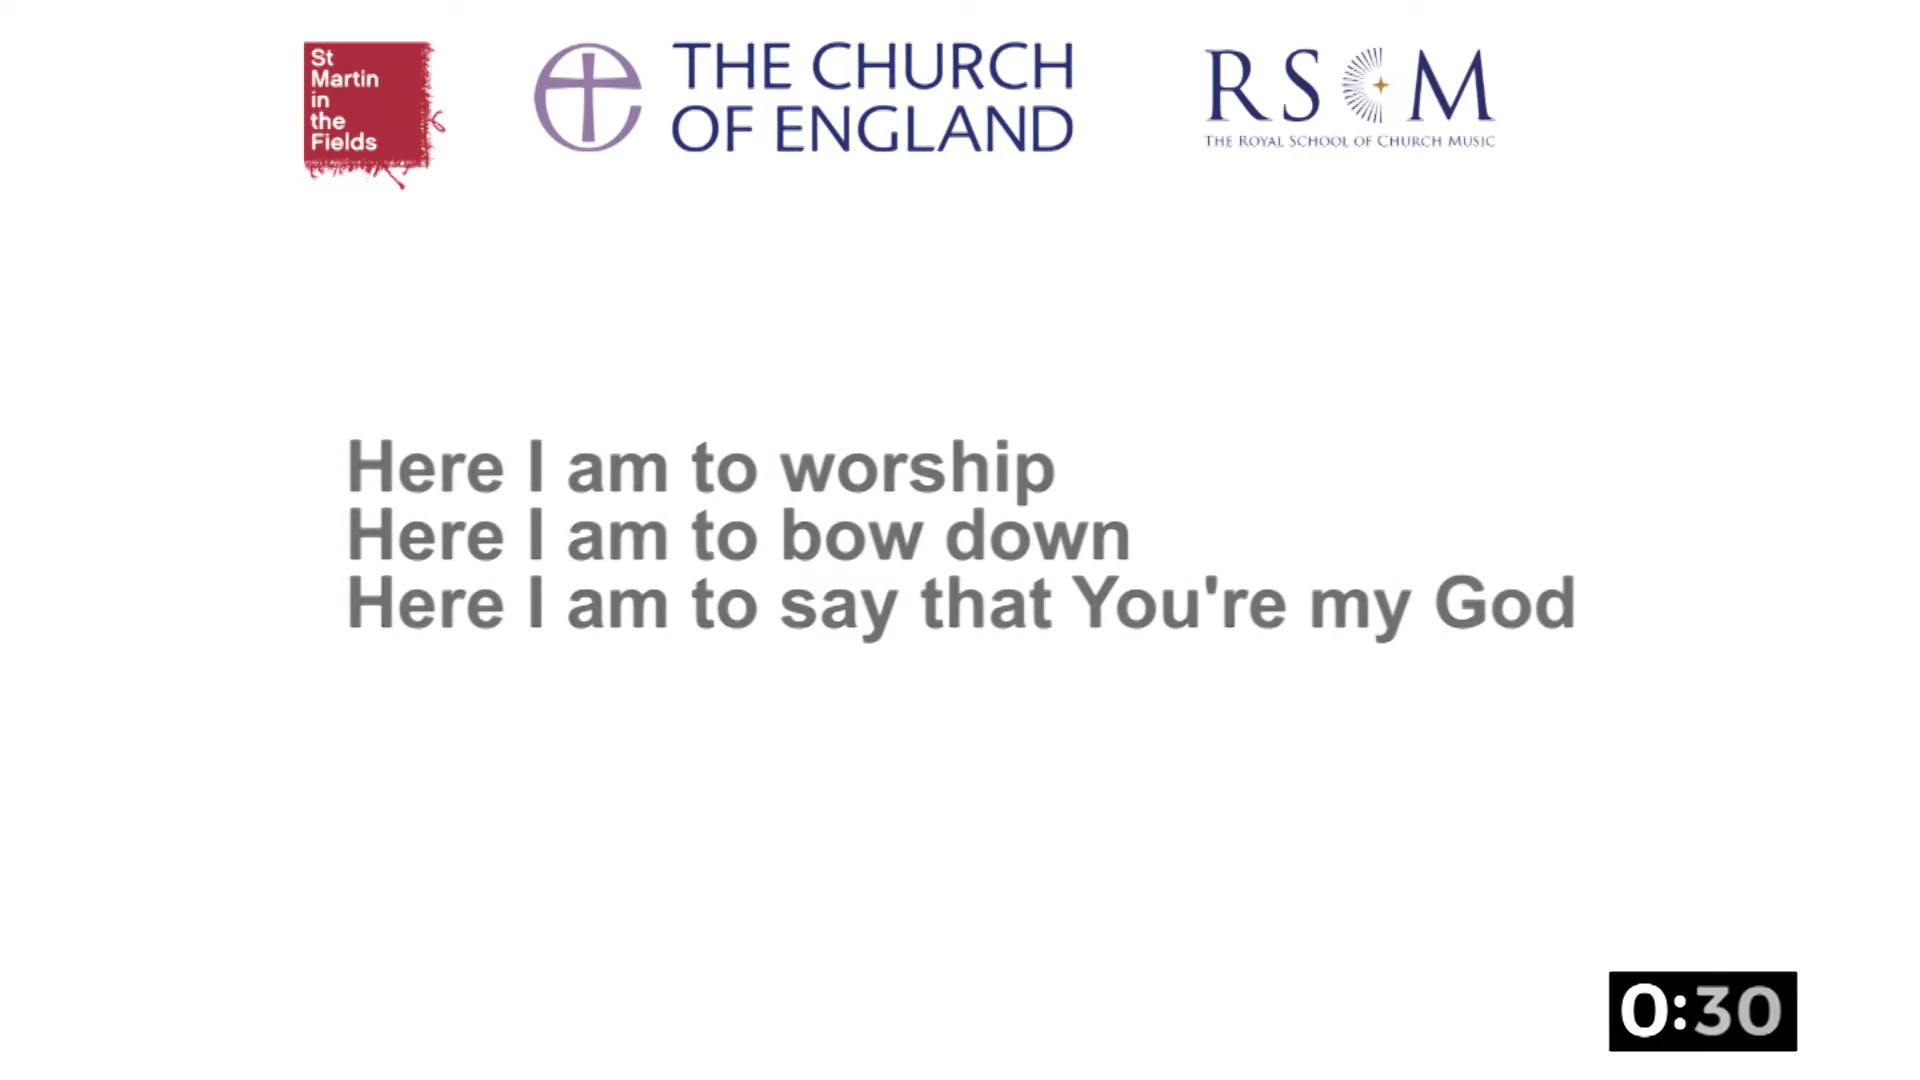 St
Martin
in
the
Fields
THE CHURCH
OF ENGLAND
RSCM
THE ROYAL SCHOOL OF CHURCH MUSIC
Here I am to worship
Here I am to bow down
Here I am to say that You're my God
0:30